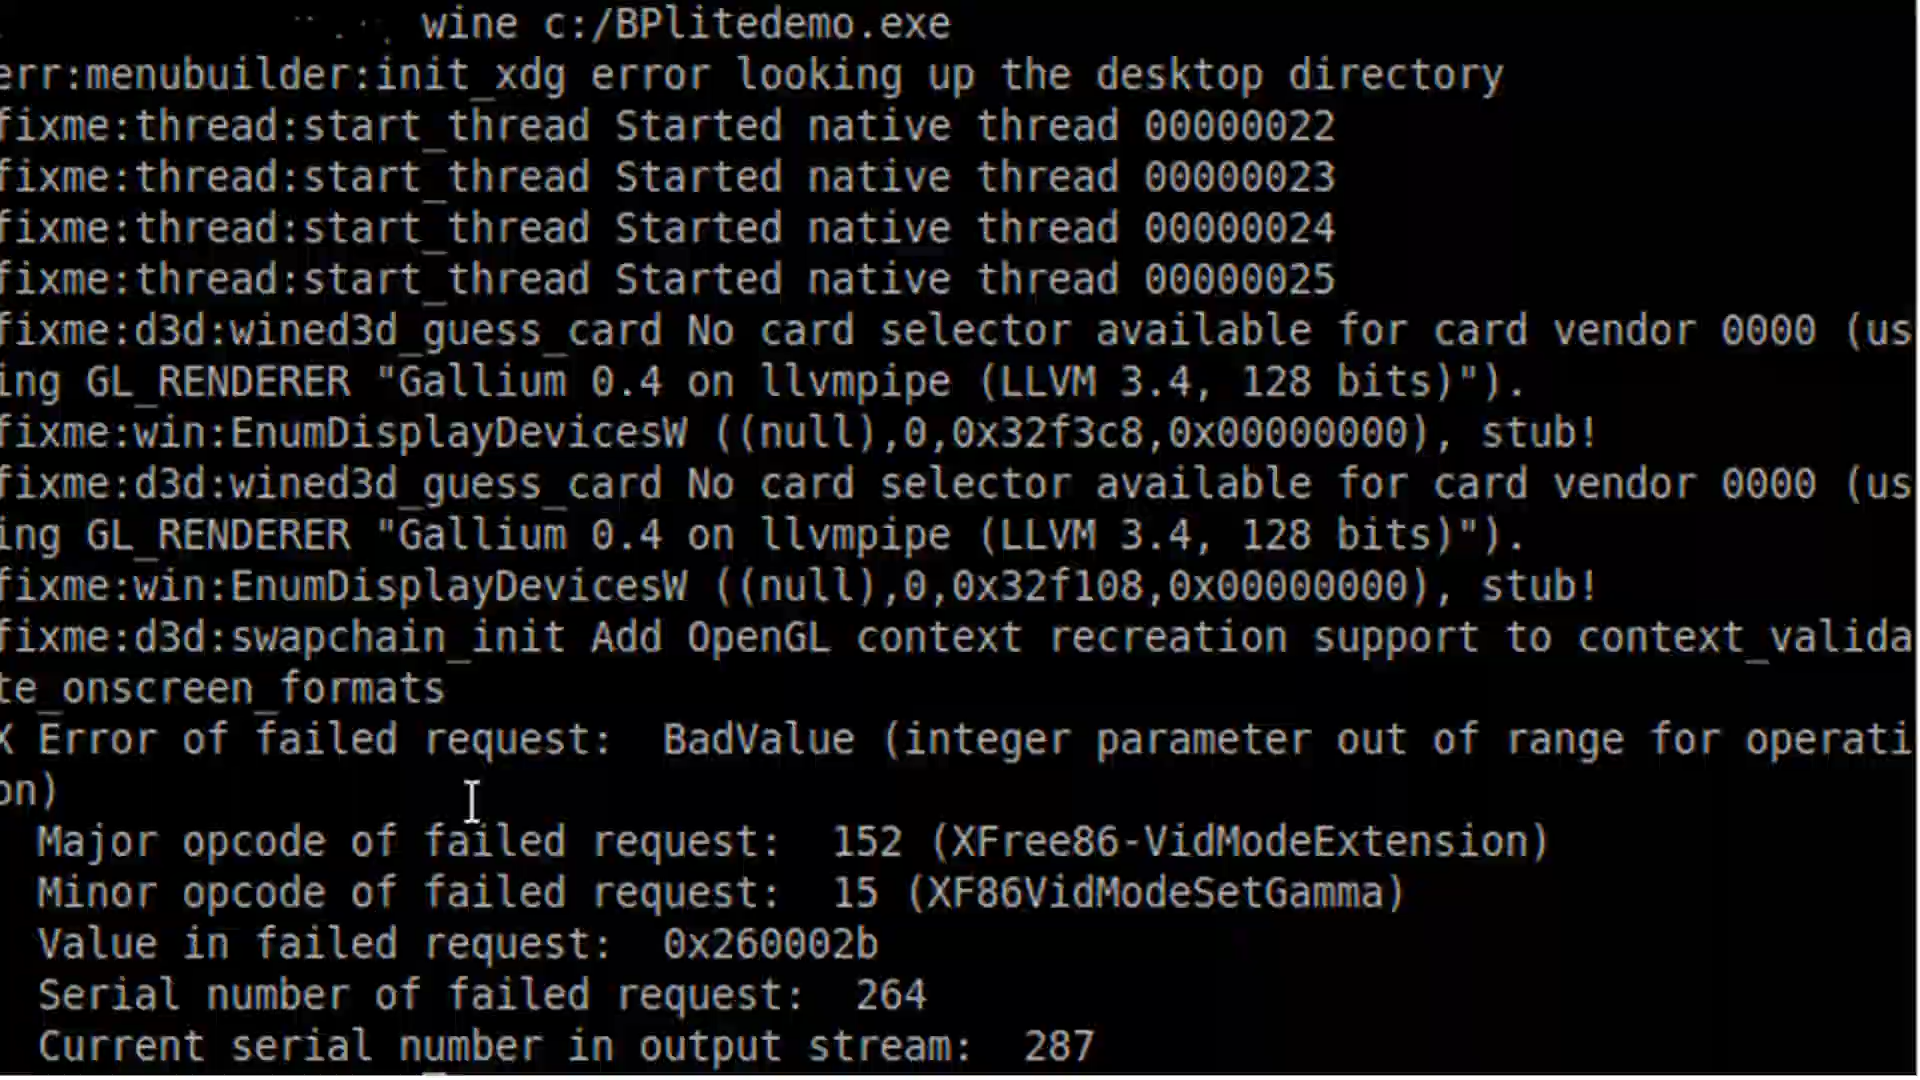 wine c:/BPlitedemo.exe
err:menubuilder:init_xdg error looking up the desktop directory
fixme:thread:start_thread Started native thread 00000022
fixme:thread:start_thread Started native thread 00000023
fixme:thread:start_thread Started native thread 00000024
fixme:thread:start_thread Started native thread 00000025
fixme:d3d:wined3d_guess_card No card selector available for card vendor 0000 (us
ing GL_RENDERER "Gallium 0.4 on llvmpipe (LLVM 3.4, 128 bits)").
fixme:win:EnumDisplayDevicesW ((null),0,0x32f3c8,0x00000000), stub!
fixme:d3d:wined3d_guess_card No card selector available for card vendor 0000 (us
ing GL_RENDERER "Gallium 0.4 on llvmpipe (LLVM 3.4, 128 bits)").
fixme:win:EnumDisplayDevicesW ((null),0,0x32f108,0x00000000), stub!
fixme:d3d:swapchain_init Add OpenGL context recreation support to context_valida
te_onscreen_formats
X Error of failed request:  BadValue (integer parameter out of range for operati
on)
  Major opcode of failed request:  152 (XFree86-VidModeExtension)
  Minor opcode of failed request:  15 (XF86VidModeSetGamma)
  Value in failed request:  0x260002b
  Serial number of failed request:  264
  Current serial number in output stream:  287